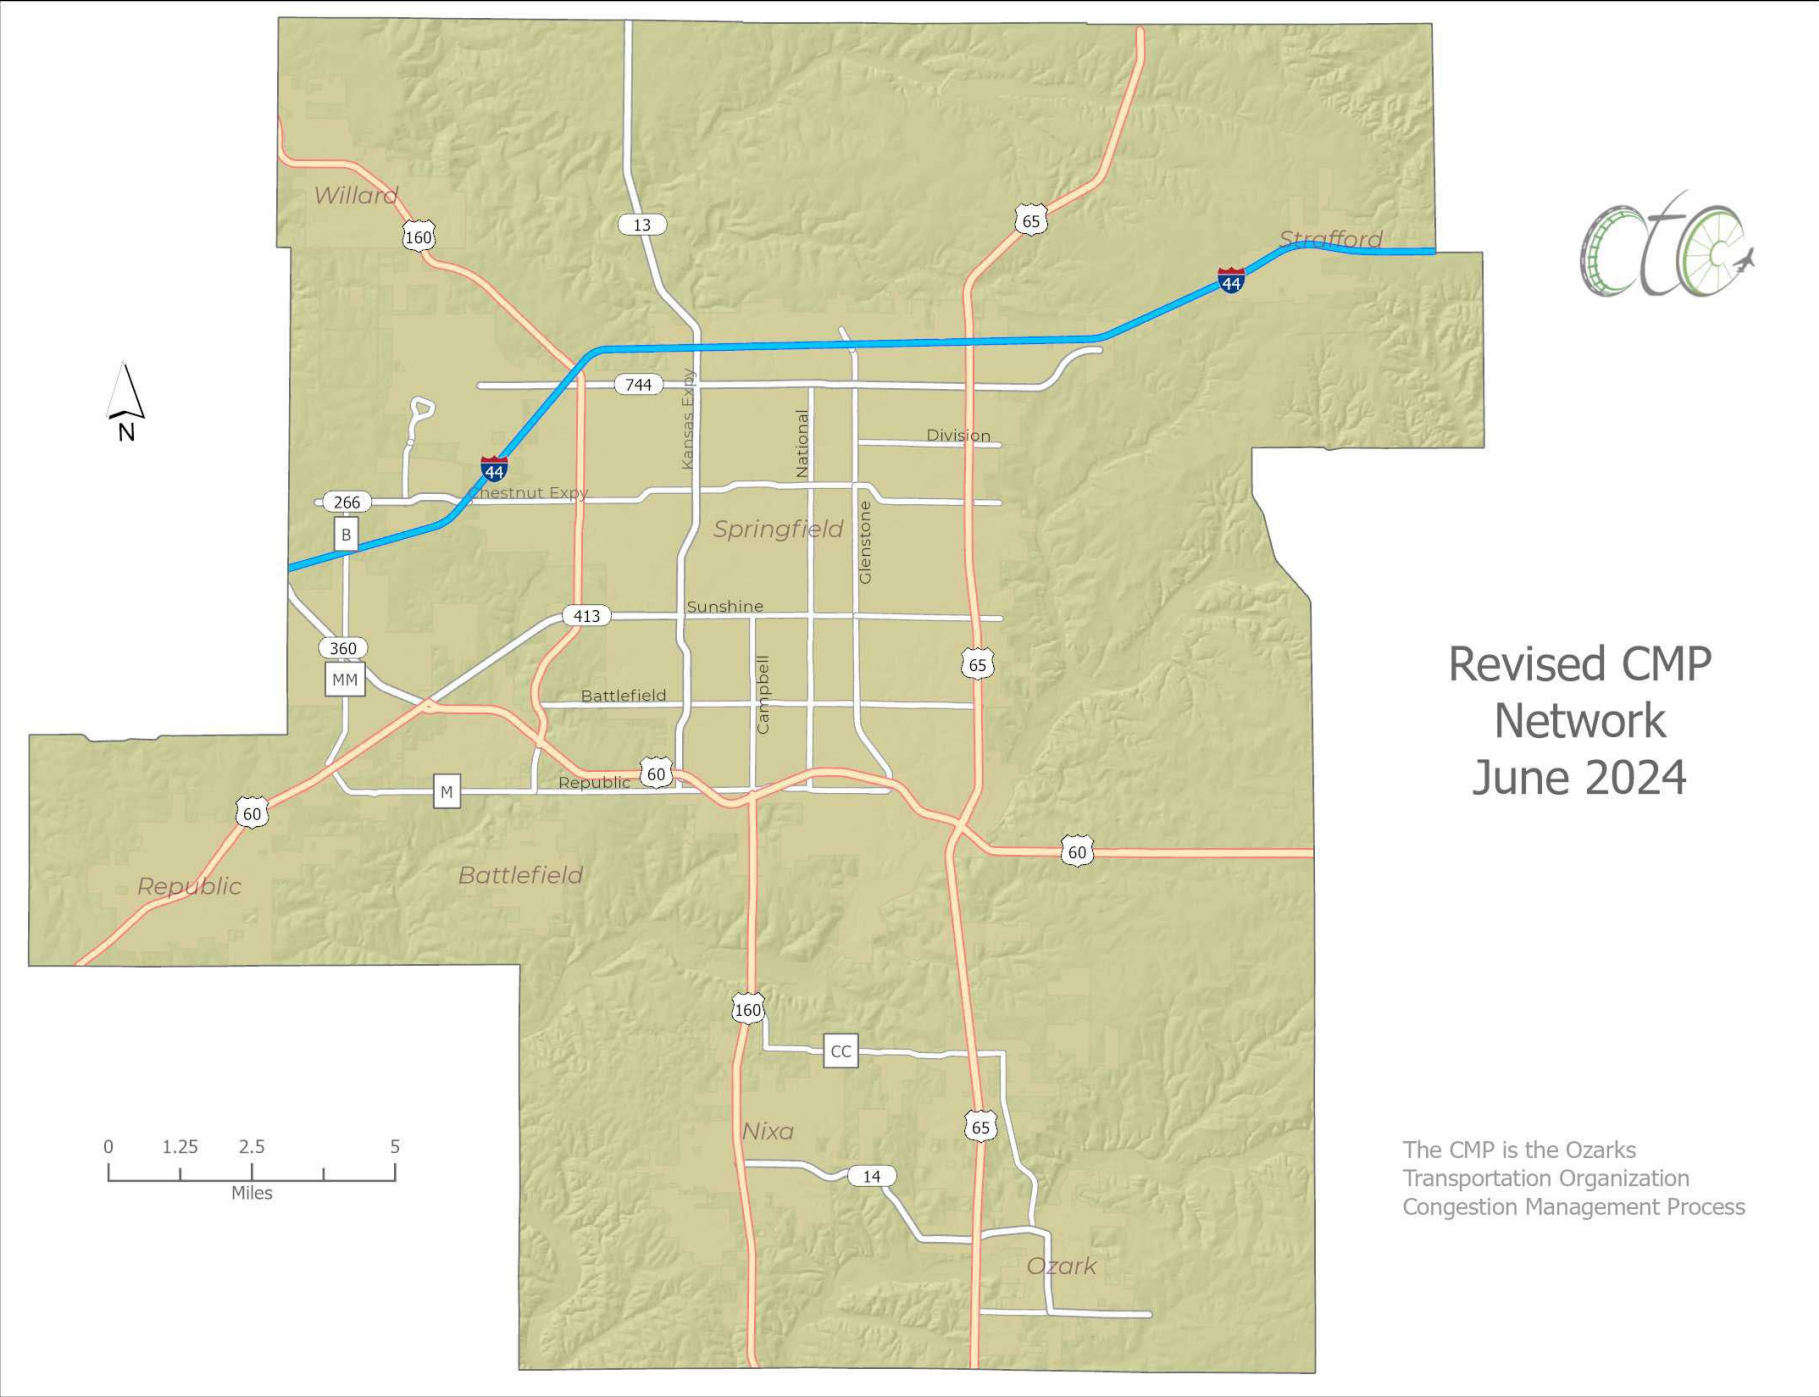 Willard
160
13
65
Strafford
44
744
Kansas Expy
National
Division
44
Chestnut Expy
266
B
Springfield
Glenstone
413
Sunshine
360
MM
65
Campbell
Battlefield
M
Republic
60
60
60
Republic
Battlefield
160
CC
Nixa
65
14
Ozark
N
0 1.25 2.5 5
Miles
cto
Revised CMP
Network
June 2024
The CMP is the Ozarks
Transportation Organization
Congestion Management Process